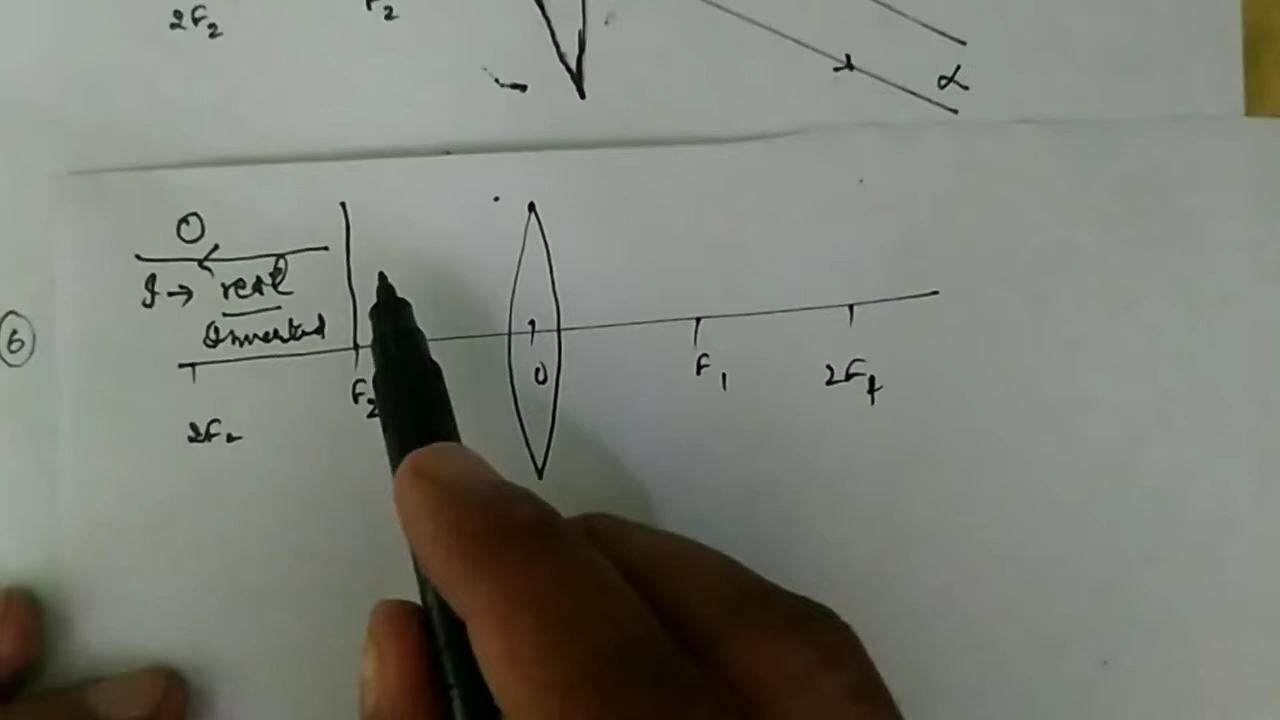 2F₂
F₂
α
O
I → real
Inverted
6
F₂
O
F₁
2F₁
2F₂